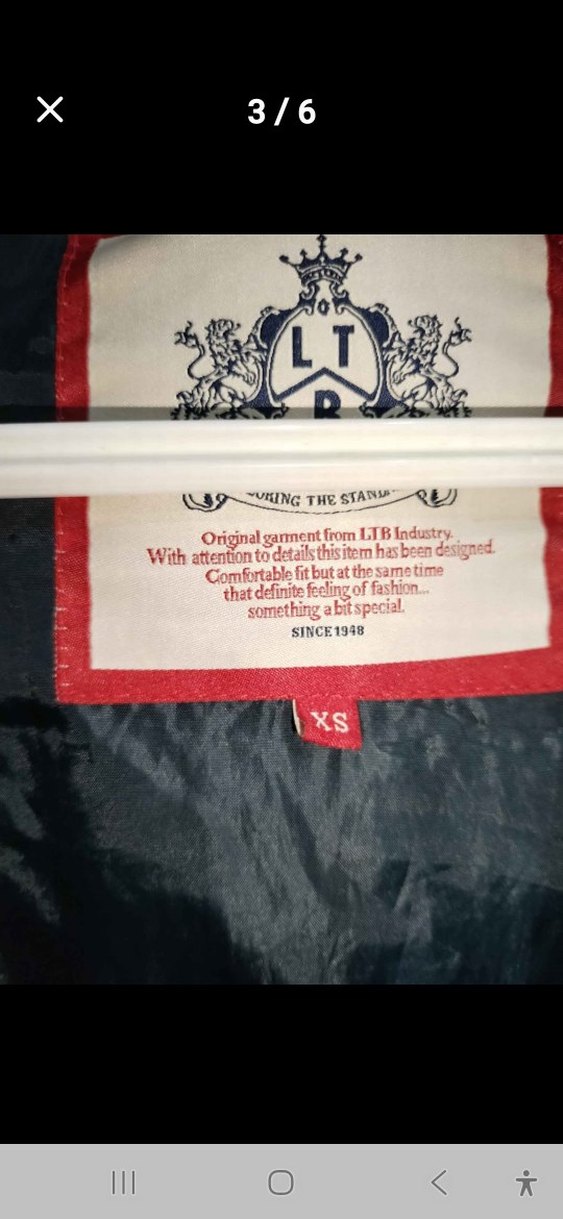 3 / 6
L T
B
THE
Original garment from LTB Industry.
With attention to details this item has been designed.
Comfortable fit but at the same time
that definite feeling of fashion...
something a bit special.
SINCE 1948
XS